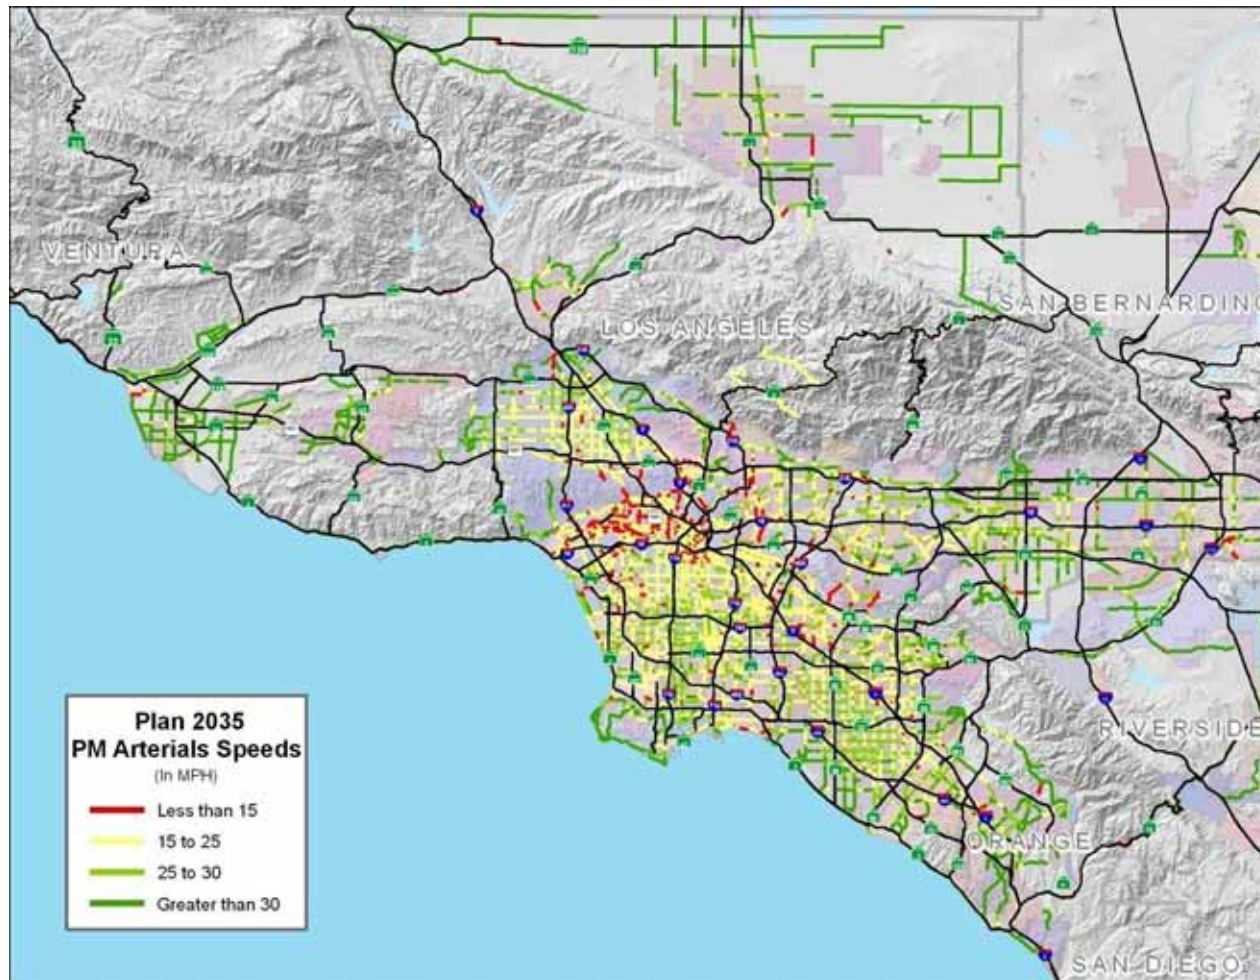 VENTURA
LOS ANGELES
SAN BERNARDIN
RIVERSIDE
ORANGE
SAN DIEGO
Plan 2035
PM Arterials Speeds
(In MPH)
Less than 15
15 to 25
25 to 30
Greater than 30